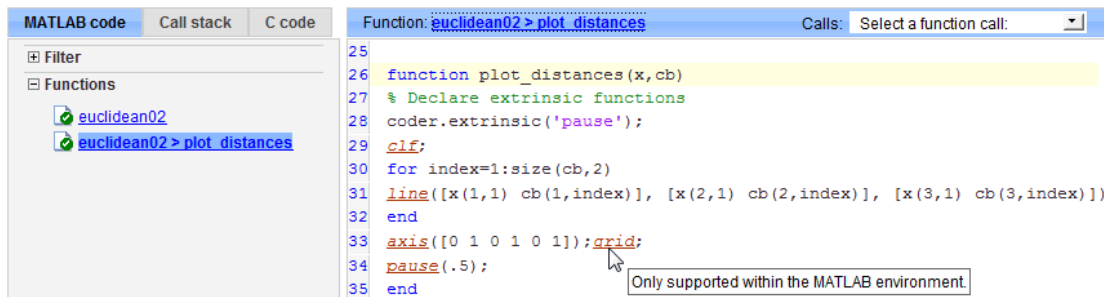 MATLAB code Call stack C code
Function: euclidean02 > plot_distances Calls: Select a function call:
Filter
Functions
euclidean02
euclidean02 > plot_distances
25
26 function plot_distances(x,cb)
27 % Declare extrinsic functions
28 coder.extrinsic('pause');
29 clf;
30 for index=1:size(cb,2)
31 line([x(1,1) cb(1,index)], [x(2,1) cb(2,index)], [x(3,1) cb(3,index)])
32 end
33 axis([0 1 0 1 0 1]);grid;
34 pause(.5);
35 end
Only supported within the MATLAB environment.